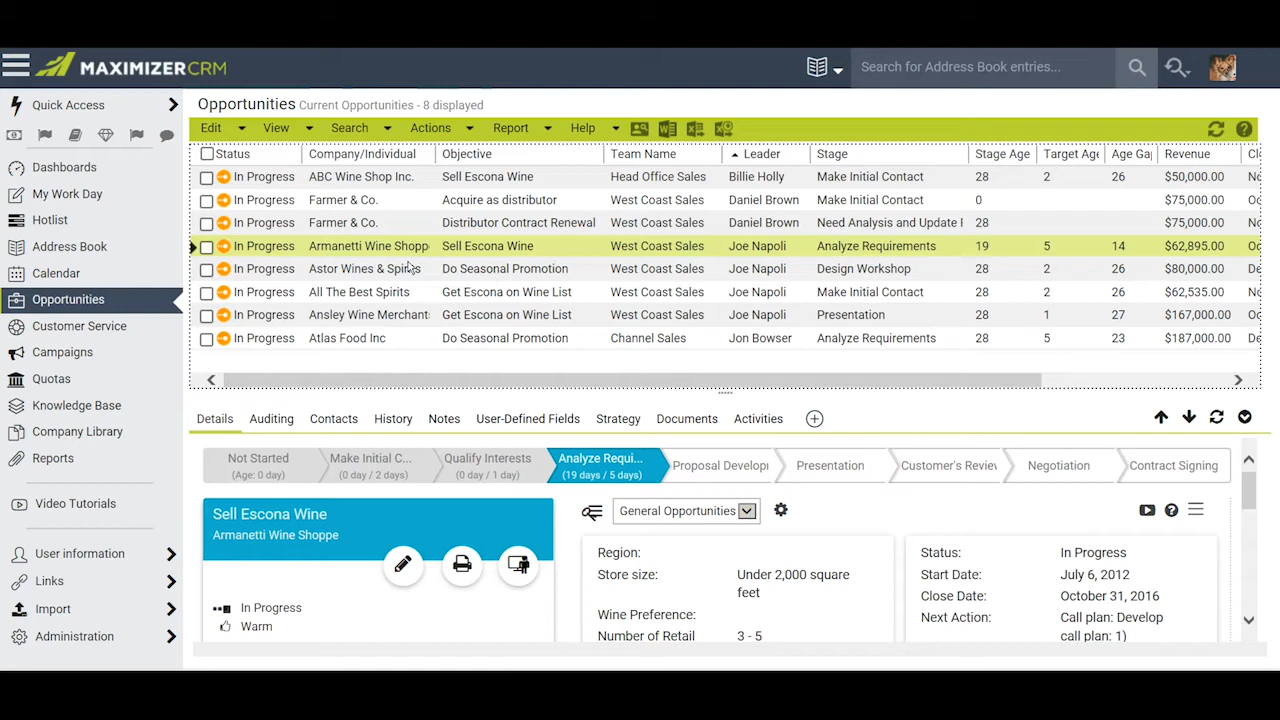 MAXIMIZERCRM
Search for Address Book entries...
Quick Access
Dashboards
My Work Day
Hotlist
Address Book
Calendar
Opportunities
Customer Service
Campaigns
Quotas
Knowledge Base
Company Library
Reports
Video Tutorials
User information
Links
Import
Administration
Opportunities Current Opportunities - 8 displayed
Edit View Search Actions Report Help
Status Company/Individual Objective Team Name Leader Stage Stage Age Target Age Age Gap Revenue Cl
In Progress ABC Wine Shop Inc. Sell Escona Wine Head Office Sales Billie Holly Make Initial Contact 28 2 26 $50,000.00 No
In Progress Farmer & Co. Acquire as distributor West Coast Sales Daniel Brown Make Initial Contact 0 $75,000.00 Oc
In Progress Farmer & Co. Distributor Contract Renewal West Coast Sales Daniel Brown Need Analysis and Update 28 $75,000.00 No
In Progress Armanetti Wine Shopp Sell Escona Wine West Coast Sales Joe Napoli Analyze Requirements 19 5 14 $62,895.00 Oc
In Progress Astor Wines & Spirits Do Seasonal Promotion West Coast Sales Joe Napoli Design Workshop 28 2 26 $80,000.00 De
In Progress All The Best Spirits Get Escona on Wine List West Coast Sales Joe Napoli Make Initial Contact 28 2 26 $62,535.00 No
In Progress Ansley Wine Merchant Get Escona on Wine List West Coast Sales Joe Napoli Presentation 28 1 27 $167,000.00 Oc
In Progress Atlas Food Inc Do Seasonal Promotion Channel Sales Jon Bowser Analyze Requirements 28 5 23 $187,000.00 De
Details Auditing Contacts History Notes User-Defined Fields Strategy Documents Activities
Not Started
(Age: 0 day)
Make Initial C...
(0 day / 2 days)
Qualify Interests
(0 day / 1 day)
Analyze Requi...
(19 days / 5 days)
Proposal Developi
Presentation
Customer's Revie
Negotiation
Contract Signing
Sell Escona Wine
Armanetti Wine Shoppe
In Progress
Warm
General Opportunities
Region:
Store size: Under 2,000 square
feet
Wine Preference:
Number of Retail 3 - 5
Status: In Progress
Start Date: July 6, 2012
Close Date: October 31, 2016
Next Action: Call plan: Develop
call plan: 1)